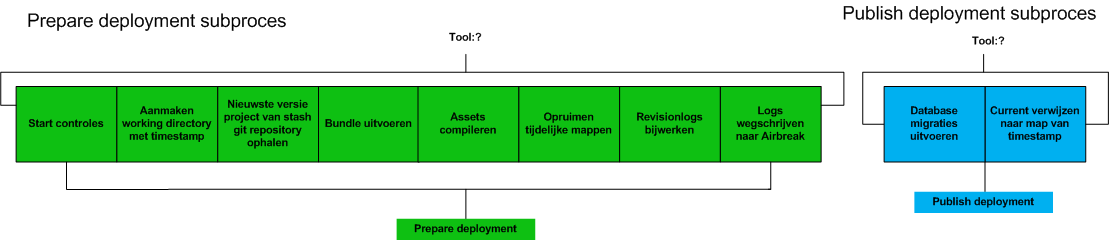 Prepare deployment subproces
Tool:?
Start controles
Aanmaken
working directory
met timestamp
Nieuwste versie
project van stash
git repository
ophalen
Bundle uitvoeren
Assets
compileren
Opruimen
tijdelijke mappen
Revisionlogs
bijwerken
Logs
wegschrijven
naar Airbreak
Prepare deployment
Publish deployment subproces
Tool:?
Database
migraties
uitvoeren
Current verwijzen
naar map van
timestamp
Publish deployment